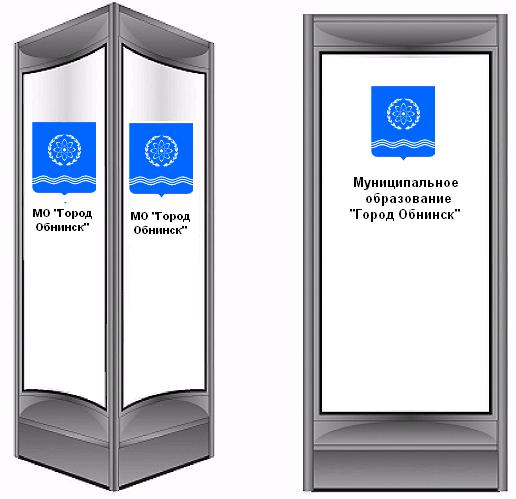 МО "Город
Обнинск"
МО "Город
Обнинск"
Муниципальное
образование
"Город Обнинск"